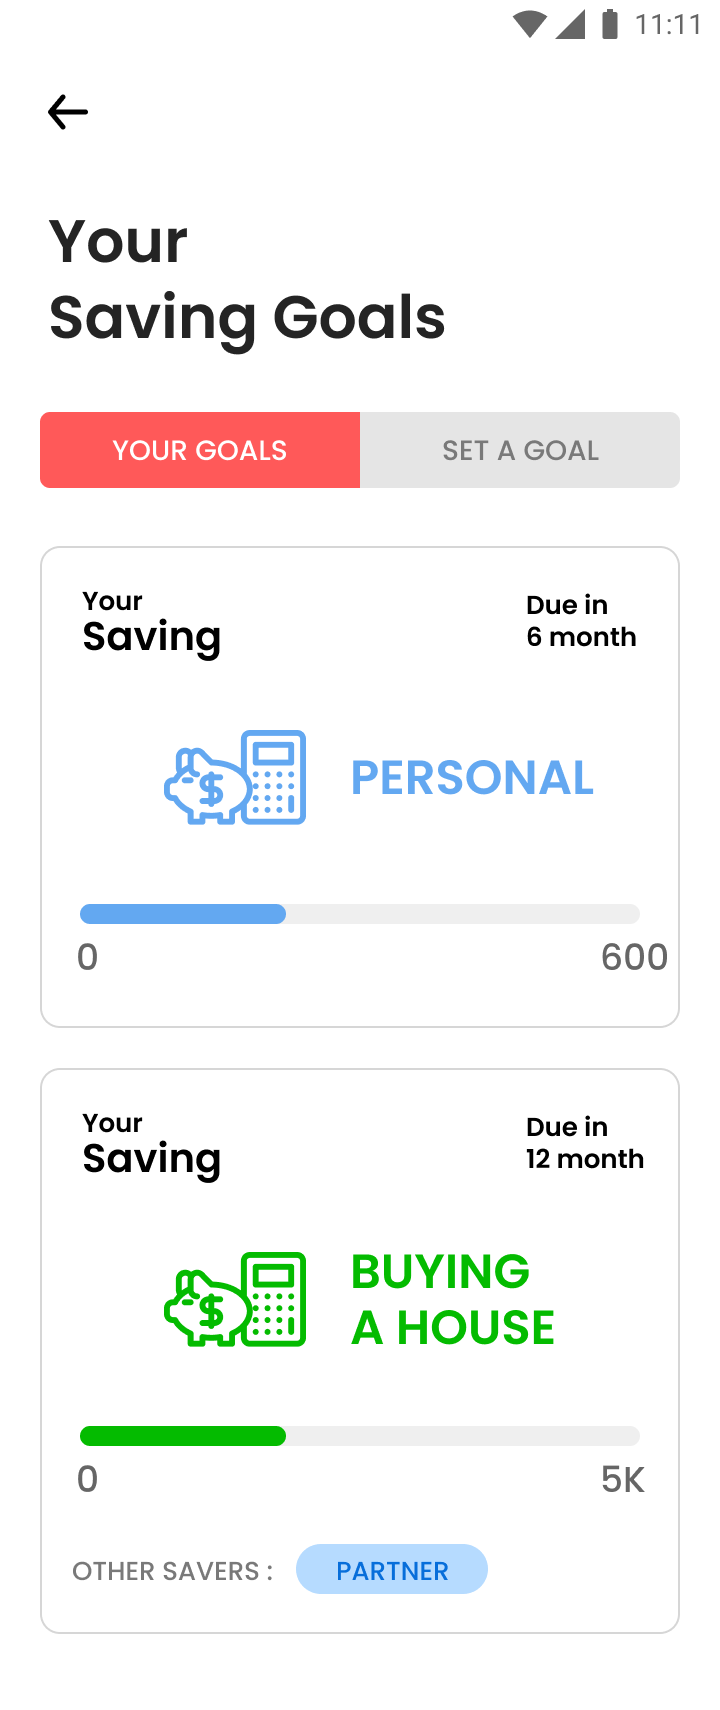 11:11
Your
Saving Goals
YOUR GOALS
SET A GOAL
Your
Saving
Due in
6 month
$
PERSONAL
0
600
Your
Saving
Due in
12 month
$
BUYING
A HOUSE
0
5K
OTHER SAVERS :
PARTNER